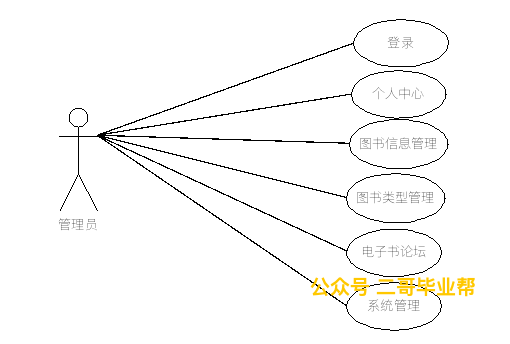 登录
个人中心
图书信息管理
图书类型管理
管理员
电子书论坛
公众号 二哥毕业帮
系统管理